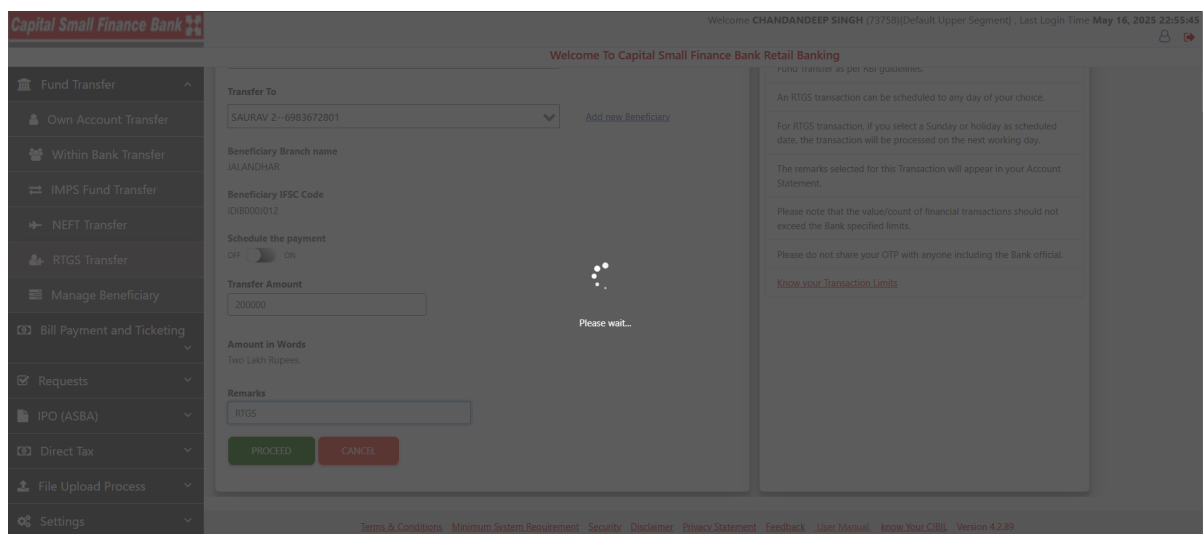 Capital Small Finance Bank
Welcome CHANDANDEEP SINGH (73758)(Default Upper Segment) , Last Login Time May 16, 2025 22:55:45
Welcome To Capital Small Finance Bank Retail Banking
Fund Transfer
Own Account Transfer
Within Bank Transfer
IMPS Fund Transfer
NEFT Transfer
RTGS Transfer
Manage Beneficiary
Bill Payment and Ticketing
Requests
IPO (ASBA)
Direct Tax
File Upload Process
Settings
Transfer To
SAURAV 2--6983672801
Add new Beneficiary
Beneficiary Branch name
JALANDHAR
Beneficiary IFSC Code
IDIB000J012
Schedule the payment
OFF ON
Transfer Amount
200000
Amount in Words
Two Lakh Rupees.
Remarks
RTGS
PROCEED CANCEL
Please wait...
Fund Transfer as per RBI guidelines.
An RTGS transaction can be scheduled to any day of your choice.
For RTGS transaction, if you select a Sunday or holiday as scheduled
date, the transaction will be processed on the next working day.
The remarks selected for this Transaction will appear in your Account
Statement.
Please note that the value/count of financial transactions should not
exceed the Bank specified limits.
Please do not share your OTP with anyone including the Bank official.
Know your Transaction Limits
Terms & Conditions Minimum System Requirement Security Disclaimer Privacy Statement Feedback User Manual know Your CIBIL Version 4.2.89